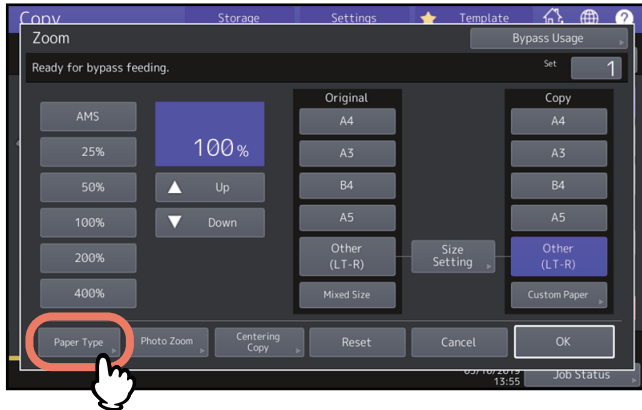 Copy
Storage
Settings
Template
?
Zoom
Bypass Usage
Ready for bypass feeding.
Set
1
Original
Copy
AMS
A4
A4
25%
100%
A3
A3
50%
Up
B4
B4
100%
Down
A5
A5
200%
Other
(LT-R)
Size
Setting
Other
(LT-R)
400%
Mixed Size
Custom Paper
Paper Type
Photo Zoom
Centering
Copy
Reset
Cancel
OK
13:55
Job Status